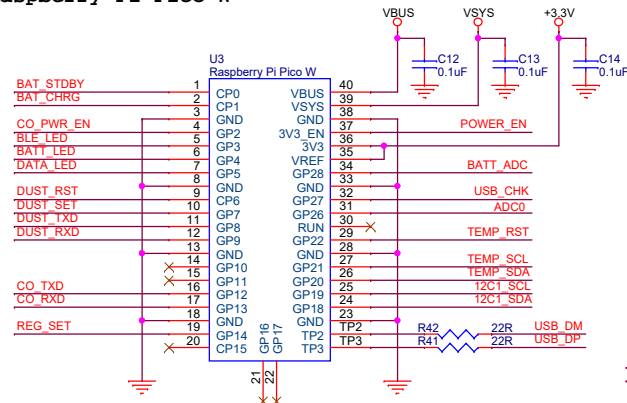 Raspberry Pi Pico W
VBUS VSYS +3.3V
C12 0.1uF C13 0.1uF C14 0.1uF
U3
Raspberry Pi Pico W
BAT_STDBY 1 CP0 VBUS 40
BAT_CHRG 2 CP1 VSYS 39
3 GND GND 38
CO_PWR_EN 4 GP2 3V3_EN 37 POWER_EN
BLE_LED 5 GP3 3V3 36
BATT_LED 6 GP4 VREF 35
DATA_LED 7 GP5 GP28 34 BATT_ADC
8 GND GND 33
DUST_RST 9 CP6 GP27 32 USB_CHK
DUST_SET 10 GP7 GP26 31 ADC0
DUST_TXD 11 GP8 RUN 30
DUST_RXD 12 GP9 GP22 29 TEMP_RST
13 GND GND 28
14 GP10 GP21 27 TEMP_SCL
15 GP11 GP20 26 TEMP_SDA
CO_TXD 16 GP12 GP19 25 12C1_SCL
CO_RXD 17 GP13 GP18 24 12C1_SDA
18 GND GND 23
REG_SET 19 GP14 TP2 TP2 R42 22R USB_DM
20 CP15 TP3 TP3 R41 22R USB_DP
GP16 GP17
21 22